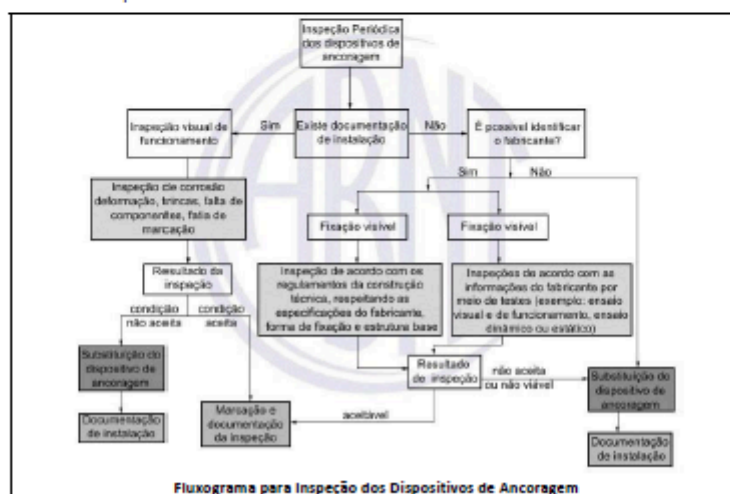 Inspeção Periódica
dos dispositivos de
ancoragem
Inspeção visual de
funcionamento
Sim
Existe documentação
de instalação
Não
É possível identificar
o fabricante?
Sim
Não
Inspeção de corrosão
deformação, trincas, falta de
componentes, falta de
marcação
Fixação visível
Fixação visível
Resultado da
inspeção
Inspeção de acordo com os
regulamentos da construção
técnica, respeitando as
especificações do fabricante,
forma de fixação e estrutura base
Inspeções de acordo com as
informações do fabricante por
meio de testes (exemplo: ensaio
visual e de funcionamento, ensaio
dinâmico ou estático)
condição
não aceita
condição
aceita
Substituição do
dispositivo de
ancoragem
Resultado
de inspeção
não aceita
ou não viável
Substituição do
dispositivo de
ancoragem
Documentação
de instalação
Marsação e
documentação
da inspeção
aceitável
Documentação
de instalação
Fluxograma para Inspeção dos Dispositivos de Ancoragem